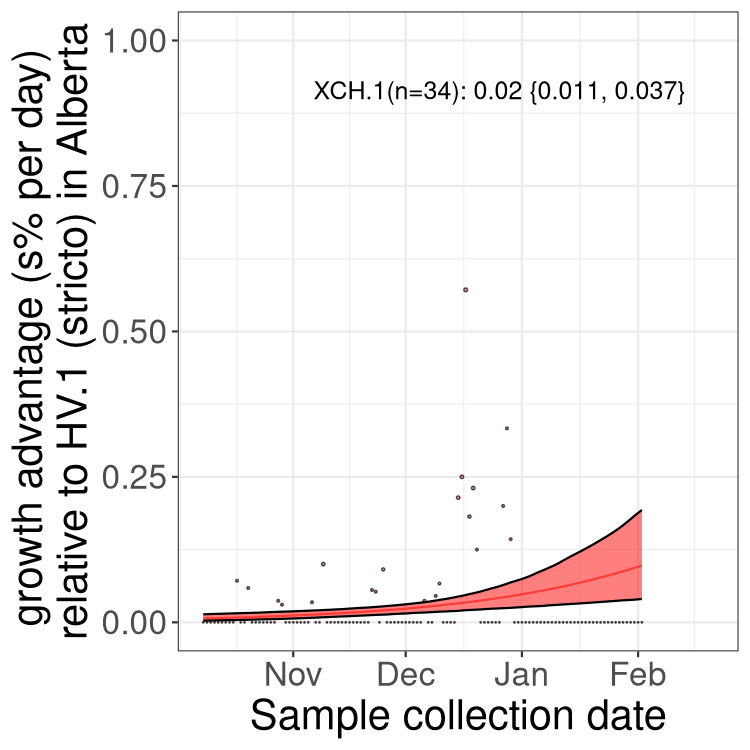 growth advantage (s% per day)
relative to HV.1 (stricto) in Alberta
1.00
0.75
0.50
0.25
0.00
XCH.1(n=34): 0.02 {0.011, 0.037}
Nov Dec Jan Feb
Sample collection date